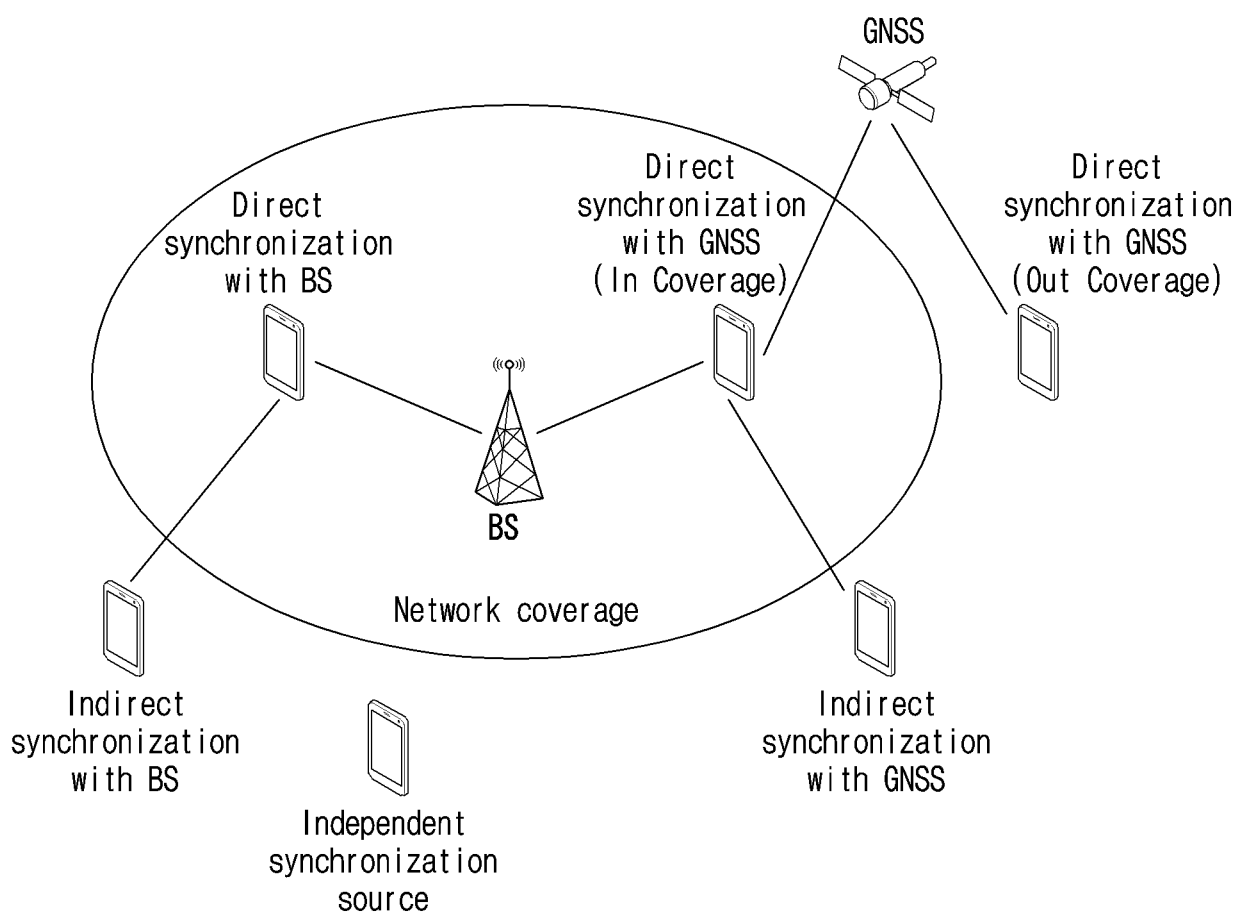 GNSS
Direct
synchronization
with BS
Direct
synchronization
with GNSS
(In Coverage)
Direct
synchronization
with GNSS
(Out Coverage)
BS
Network coverage
Indirect
synchronization
with BS
Independent
synchronization
source
Indirect
synchronization
with GNSS